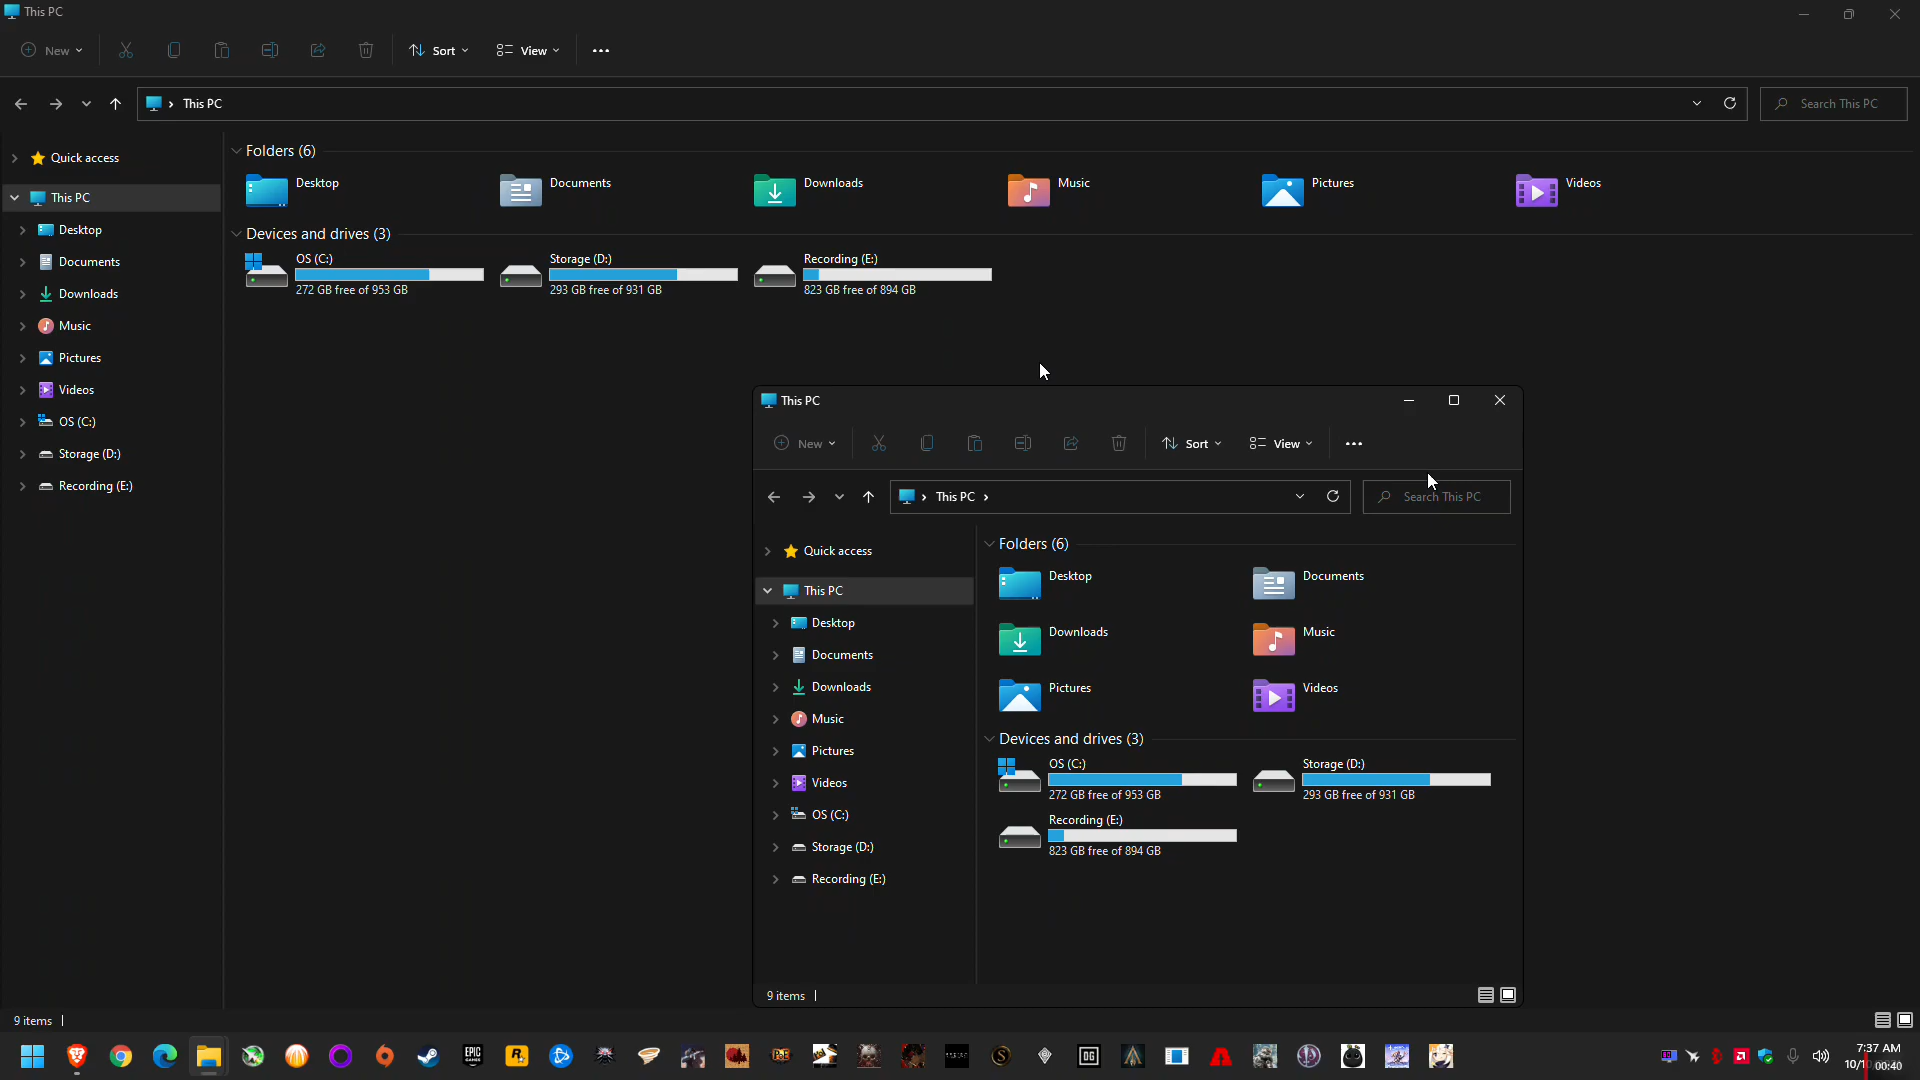 This PC
New
Sort
View
This PC
Search This PC
Quick access
This PC
Desktop
Documents
Downloads
Music
Pictures
Videos
OS (C:)
Storage (D:)
Recording (E:)
Folders (6)
Desktop
Documents
Downloads
Music
Pictures
Videos
Devices and drives (3)
OS (C:)
272 GB free of 953 GB
Storage (D:)
293 GB free of 931 GB
Recording (E:)
823 GB free of 894 GB
This PC
New
Sort
View
This PC
Search This PC
Quick access
This PC
Desktop
Documents
Downloads
Music
Pictures
Videos
OS (C:)
Storage (D:)
Recording (E:)
Folders (6)
Desktop
Documents
Downloads
Music
Pictures
Videos
Devices and drives (3)
OS (C:)
272 GB free of 953 GB
Storage (D:)
293 GB free of 931 GB
Recording (E:)
823 GB free of 894 GB
9 items
9 items
EPIC GAMES
R
OG
7:37 AM
00:40